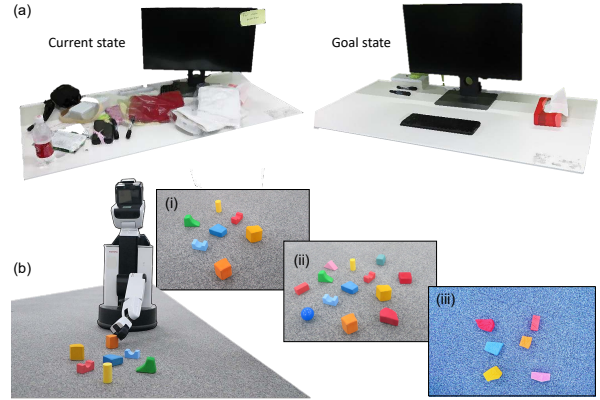 (a)
Current state
Goal state
(b)
(i)
(ii)
(iii)